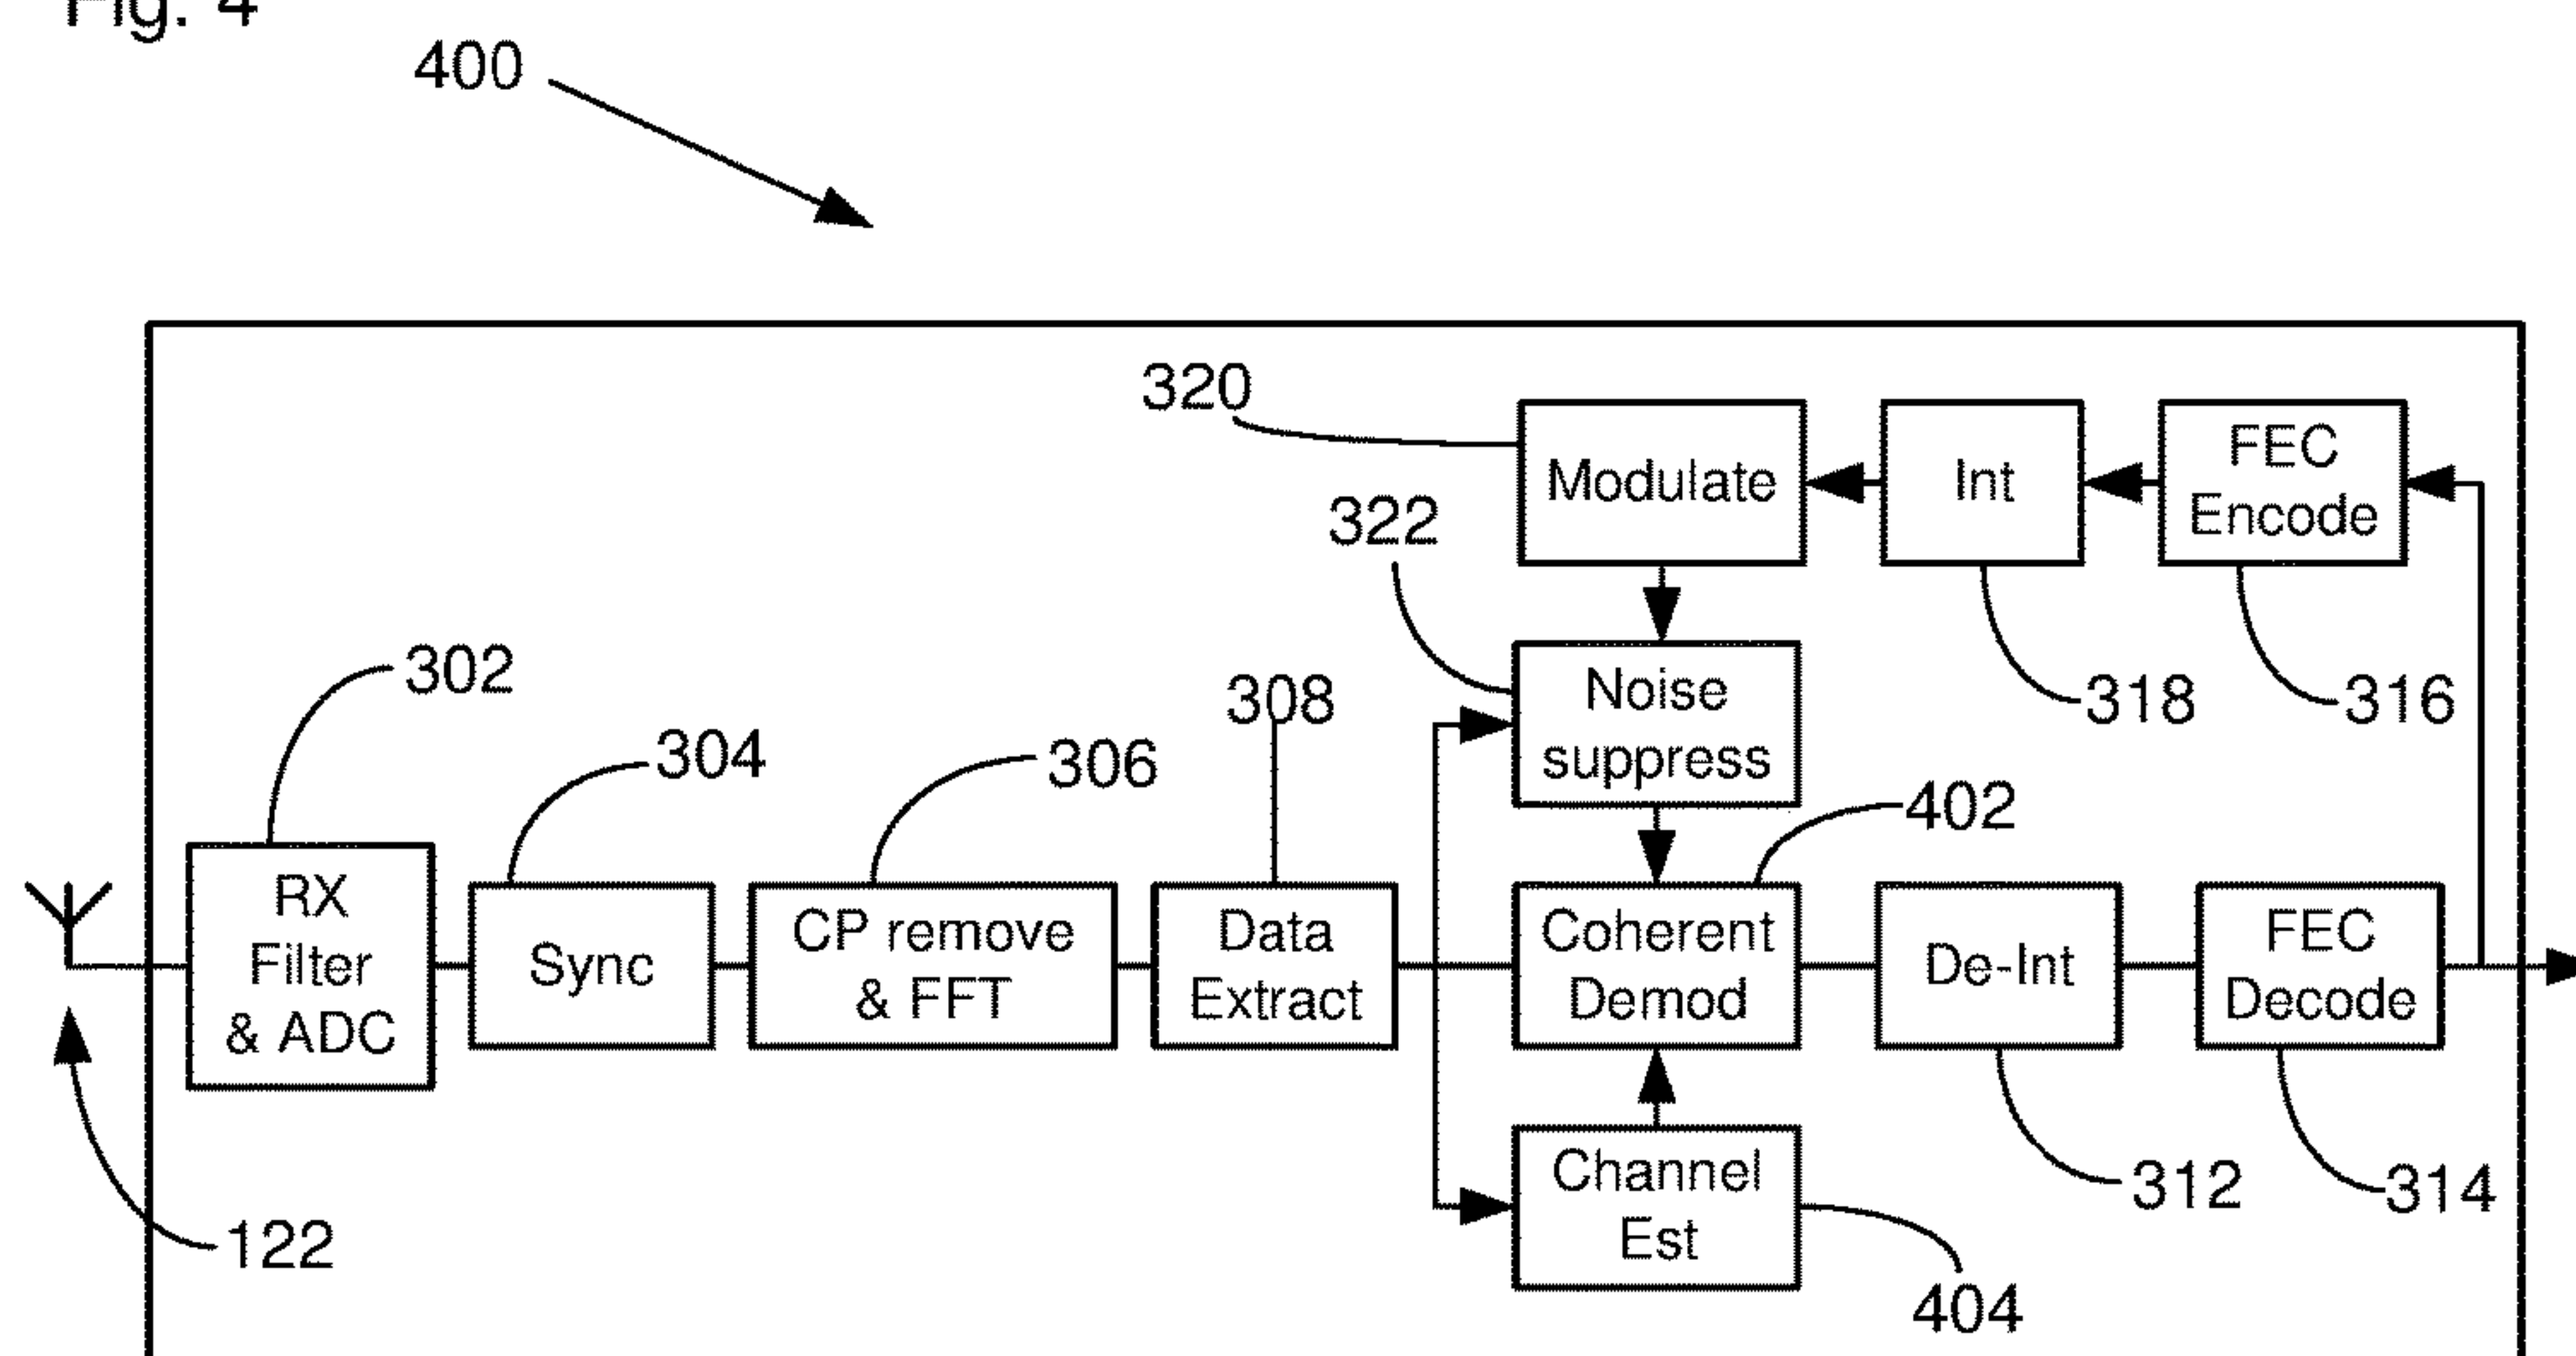 Fig. 4
400
320
Modulate
Int
FEC
Encode
322
302
304
306
308
Noise
suppress
318
316
402
RX
Filter
& ADC
Sync
CP remove
& FFT
Data
Extract
Coherent
Demod
De-Int
FEC
Decode
122
Channel
Est
312
314
404